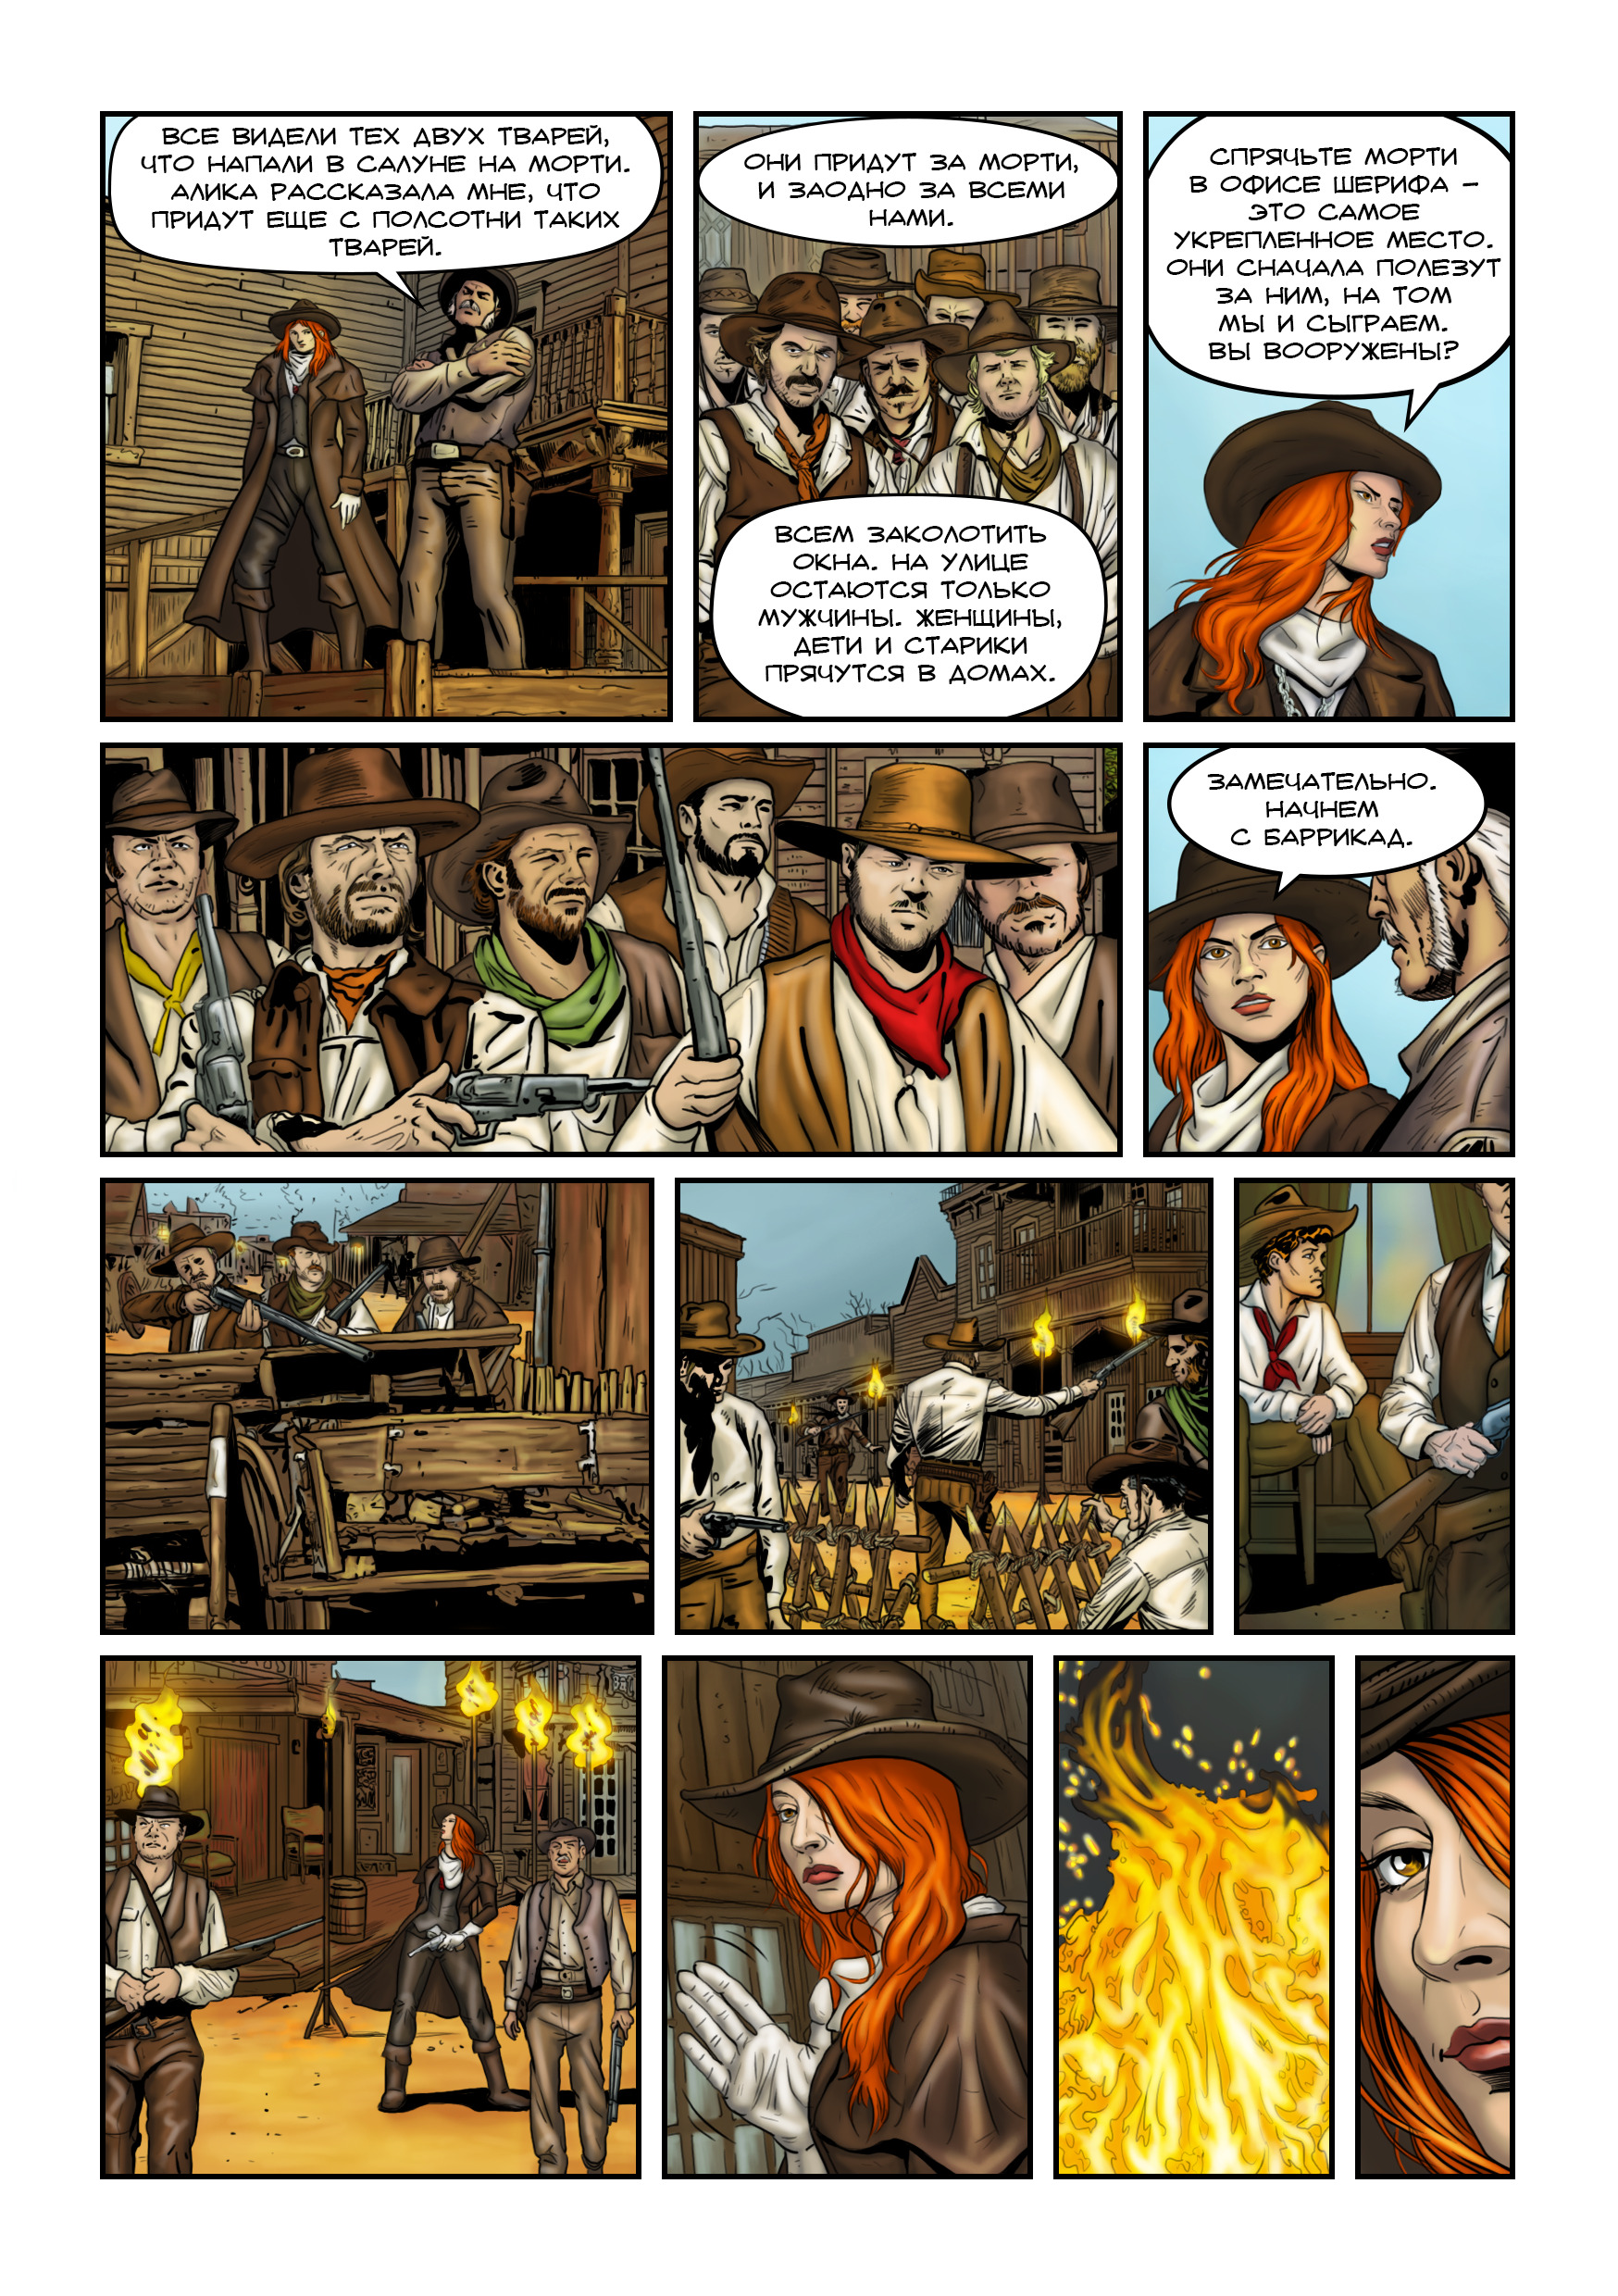 ВСЕ ВИДЕЛИ ТЕХ ДВУХ ТВАРЕЙ,
ЧТО НАПАЛИ В САЛУНЕ НА МОРТИ.
АЛИКА РАССКАЗАЛА МНЕ, ЧТО
ПРИДУТ ЕЩЕ С ПОЛСОТНИ ТАКИХ
ТВАРЕЙ.
ОНИ ПРИДУТ ЗА МОРТИ,
И ЗАОДНО ЗА ВСЕМИ
НАМИ.
ВСЕМ ЗАКОЛОТИТЬ
ОКНА. НА УЛИЦЕ
ОСТАЮТСЯ ТОЛЬКО
МУЖЧИНЫ. ЖЕНЩИНЫ,
ДЕТИ И СТАРИКИ
ПРЯЧУТСЯ В ДОМАХ.
СПРЯЧЬТЕ МОРТИ
В ОФИСЕ ШЕРИФА –
ЭТО САМОЕ
УКРЕПЛЕННОЕ МЕСТО.
ОНИ СНАЧАЛА ПОЛЕЗУТ
ЗА НИМ, НА ТОМ
МЫ И СЫГРАЕМ.
ВЫ ВООРУЖЕНЫ?
ЗАМЕЧАТЕЛЬНО.
НАЧНЕМ
С БАРРИКАД.